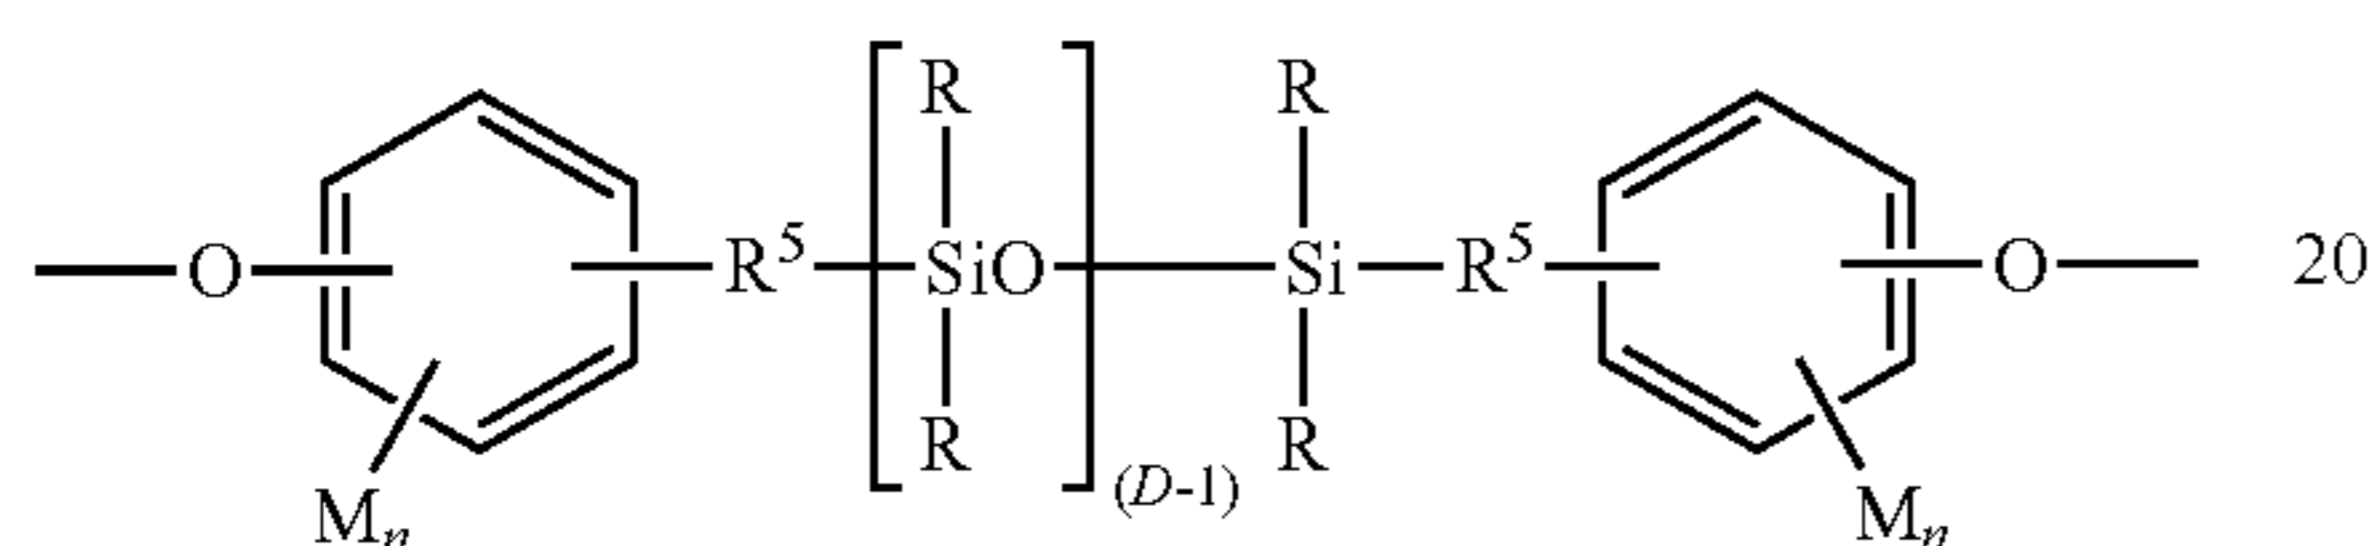 R R
O R⁵ SiO Si R⁵ O 20
R R
(D-1)
Mₙ Mₙ